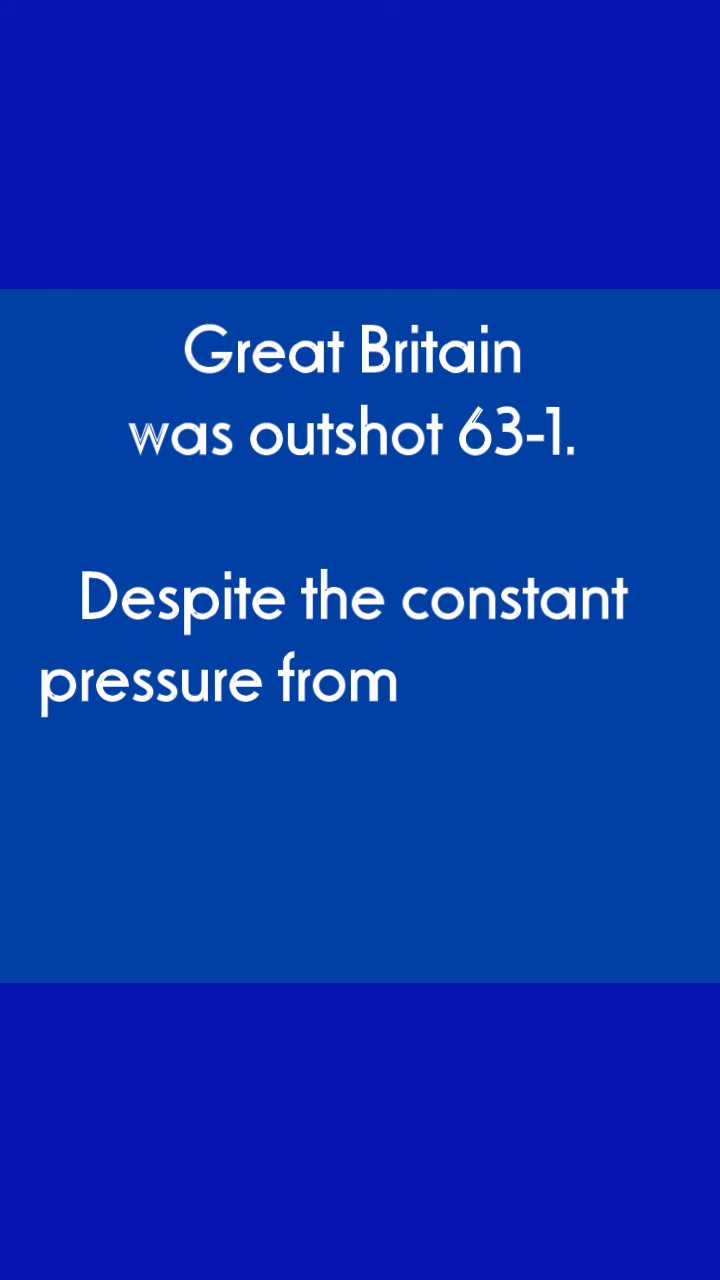 Great Britain
was outshot 63-1.
Despite the constant
pressure from